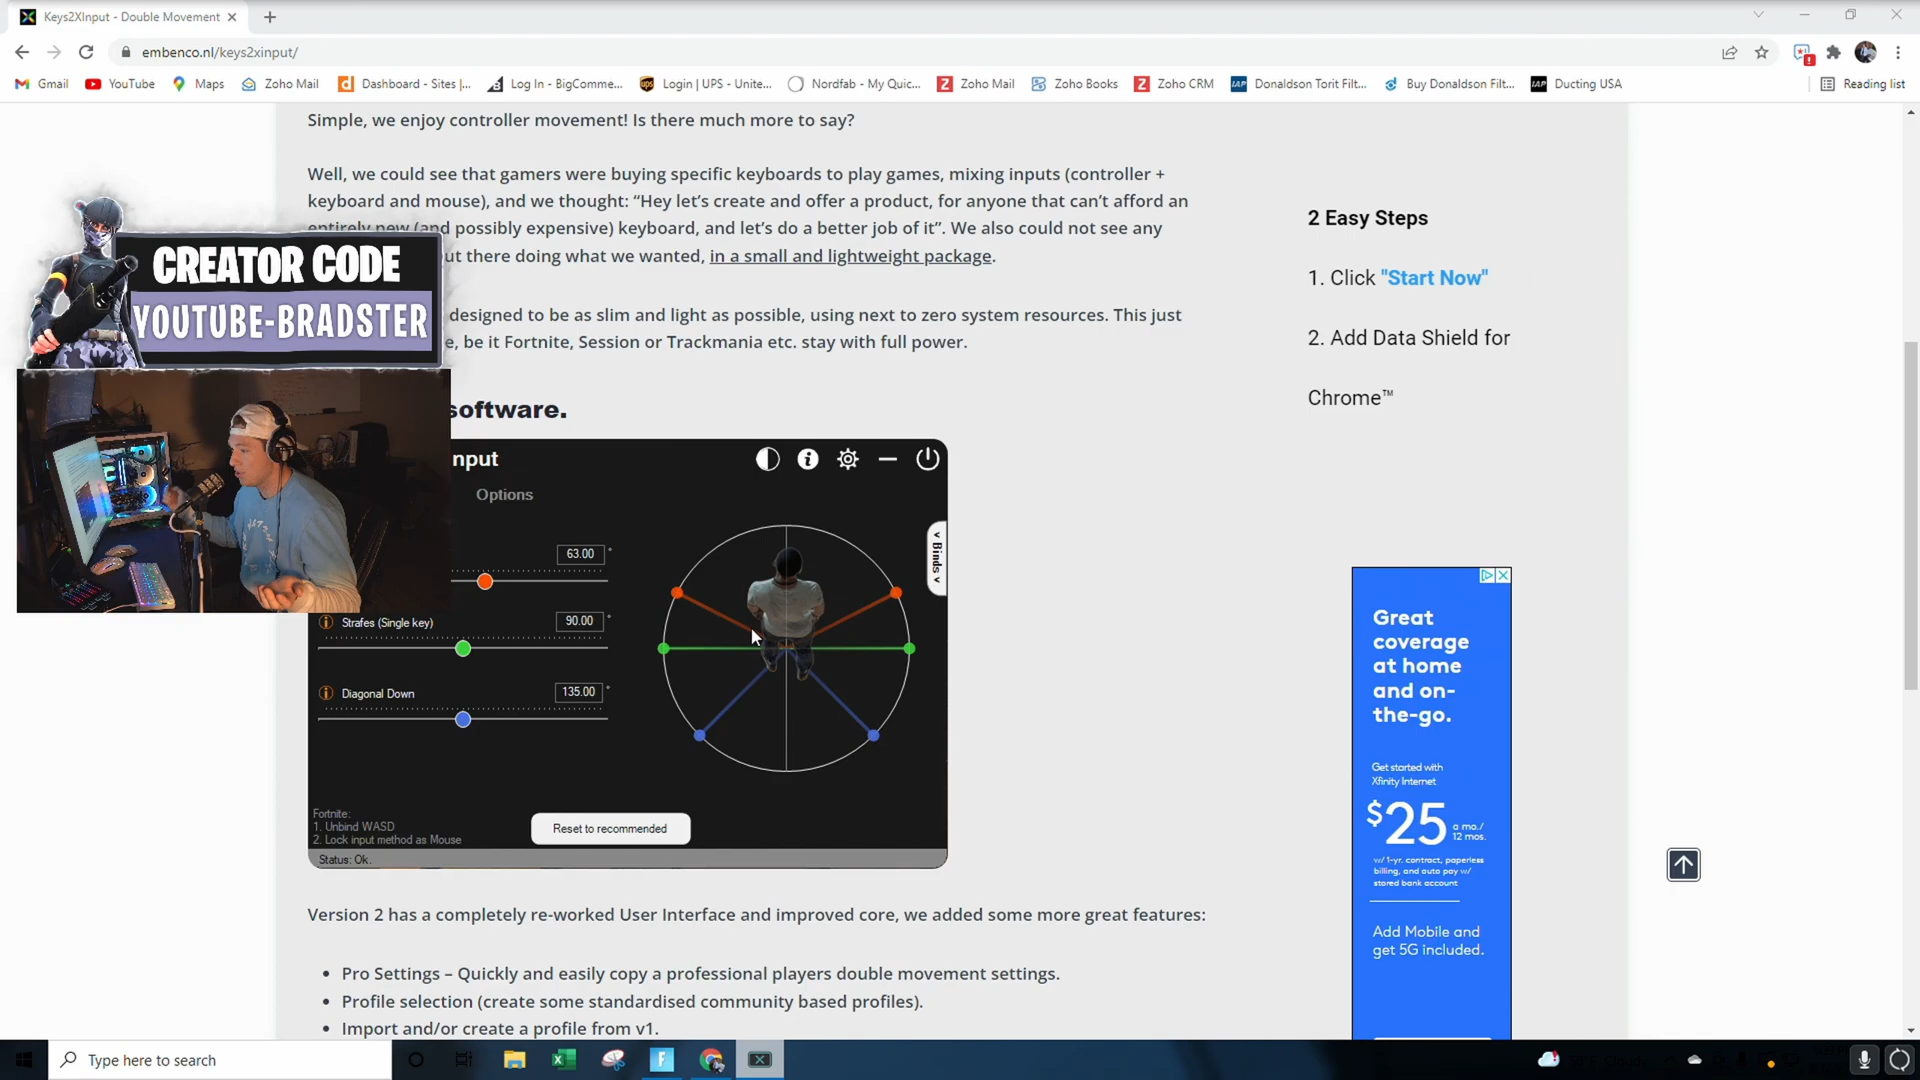 Keys2XInput - Double Movement
embenco.nl/keys2xinput/
Gmail YouTube Maps Zoho Mail Dashboard - Sites |... Log In - BigComme... Login | UPS - Unite... Nordfab - My Quic... Zoho Mail Zoho Books Zoho CRM Donaldson Torit Filt... Buy Donaldson Filt... Ducting USA Reading list
Simple, we enjoy controller movement! Is there much more to say?
Well, we could see that gamers were buying specific keyboards to play games, mixing inputs (controller +
keyboard and mouse), and we thought: “Hey let’s create and offer a product, for anyone that can’t afford an
entirely new (and possibly expensive) keyboard, and let’s do a better job of it”. We also could not see any
ut there doing what we wanted, in a small and lightweight package.
designed to be as slim and light as possible, using next to zero system resources. This just
e, be it Fortnite, Session or Trackmania etc. stay with full power.
software.
CREATOR CODE
YOUTUBE-BRADSTER
nput
Options
63.00 °
Strafes (Single key) 90.00 °
Diagonal Down 135.00 °
< Binds <
Fortnite:
1. Unbind WASD
2. Lock input method as Mouse
Reset to recommended
Status: Ok.
Version 2 has a completely re-worked User Interface and improved core, we added some more great features:
• Pro Settings – Quickly and easily copy a professional players double movement settings.
• Profile selection (create some standardised community based profiles).
• Import and/or create a profile from v1.
2 Easy Steps
1. Click "Start Now"
2. Add Data Shield for
Chrome™
Great
coverage
at home
and on-
the-go.
Get started with
Xfinity Internet
$25 a mo./
12 mos.
w/ 1-yr. contract, paperless
billing, and auto pay w/
stored bank account
Add Mobile and
get 5G included.
Type here to search